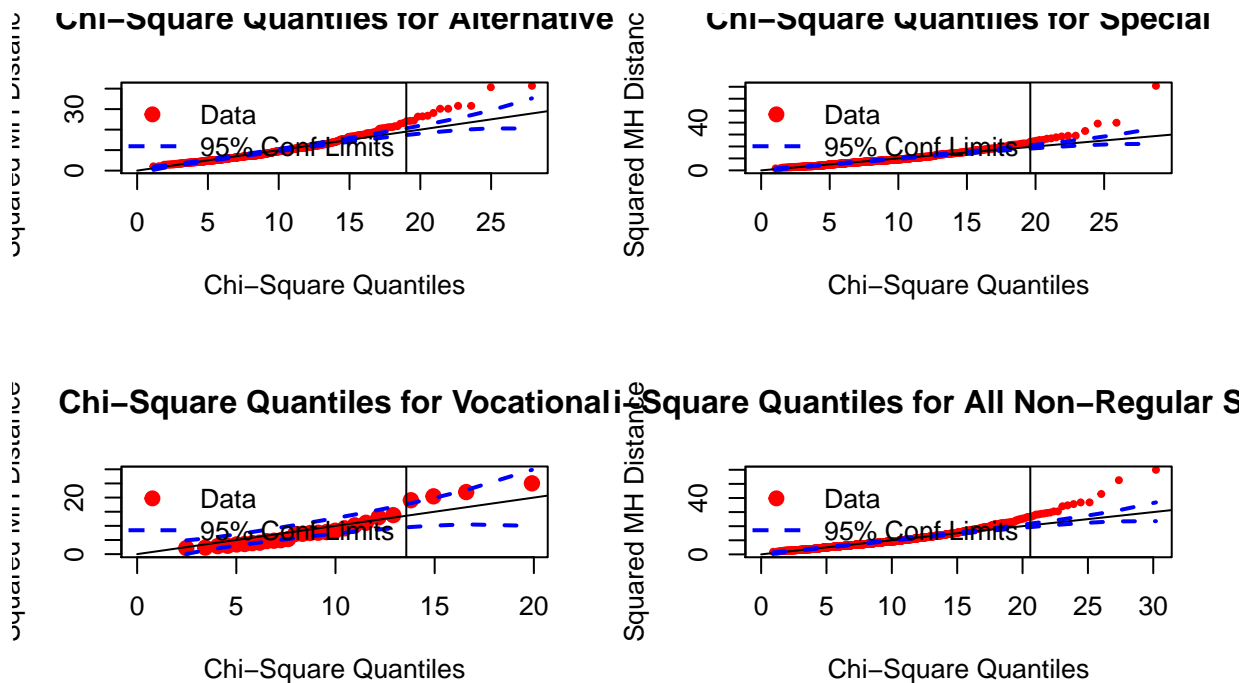 Chi−Square Quantiles for Alternative
Squared MH Distanc
0 30
Data
95% Conf Limits
0 5 10 15 20 25
Chi−Square Quantiles
Chi−Square Quantiles for Special
Squared MH Distanc
0 40
Data
95% Conf Limits
0 5 10 15 20 25
Chi−Square Quantiles
Chi−Square Quantiles for Vocational
Squared MH Distance
0 20
Data
95% Conf Limits
0 5 10 15 20
Chi−Square Quantiles
i−Square Quantiles for All Non−Regular S
Squared MH Distance
0 40
Data
95% Conf Limits
0 5 10 15 20 25 30
Chi−Square Quantiles